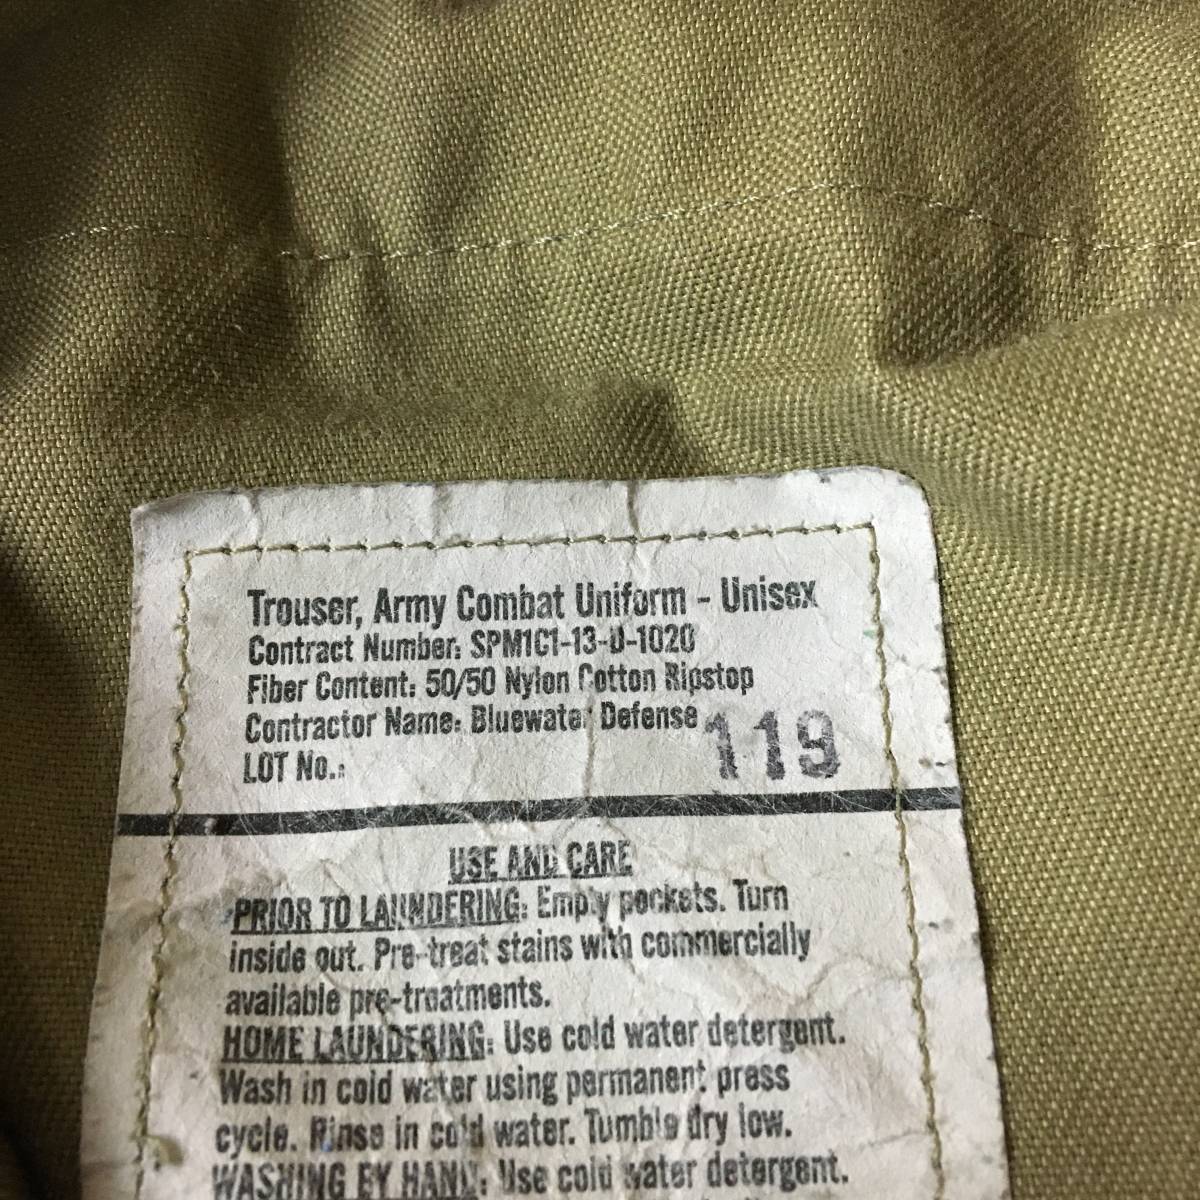 Trouser, Army Combat Uniform - Unisex
Contract Number: SPM1C1-13-D-1020
Fiber Content: 50/50 Nylon Cotton Ripstop
Contractor Name: Bluewater Defense
LOT No.: 119
USE AND CARE
PRIOR TO LAUNDERING: Empty pockets. Turn
inside out. Pre-treat stains with commercially
available pre-treatments.
HOME LAUNDERING: Use cold water detergent.
Wash in cold water using permanent press
cycle. Rinse in cold water. Tumble dry low.
WASHING BY HAND: Use cold water detergent.